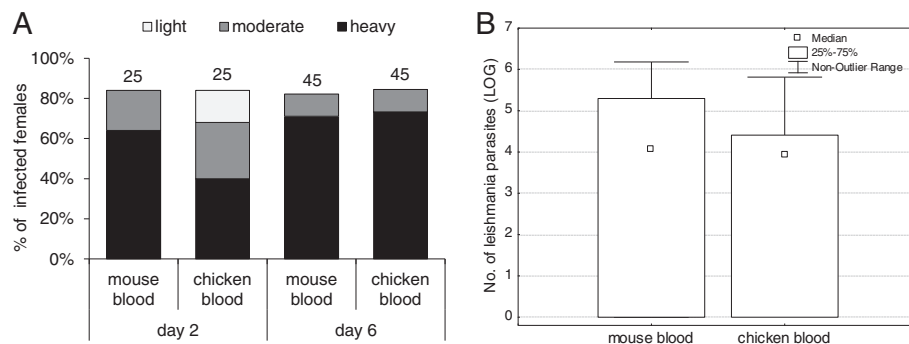 A
light moderate heavy
100%
80%
60%
40%
20%
0%
% of infected females
25 25 45 45
mouse blood chicken blood mouse blood chicken blood
day 2 day 6
B
Median
25%-75%
Non-Outlier Range
7
6
5
4
3
2
1
0
No. of leishmania parasites (LOG)
mouse blood chicken blood